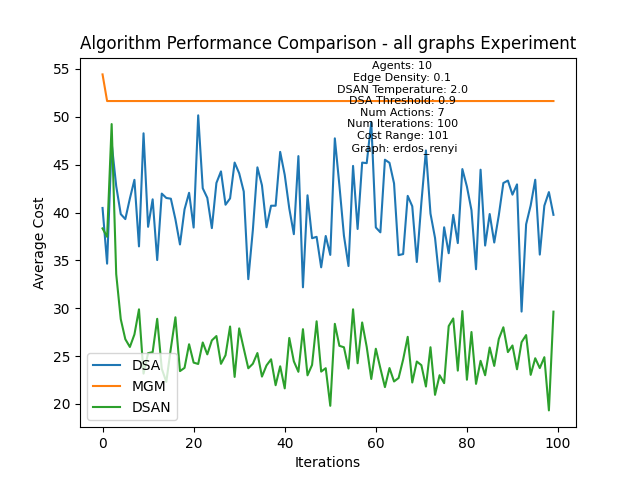 Algorithm Performance Comparison - all graphs Experiment
Agents: 10
Edge Density: 0.1
DSAN Temperature: 2.0
DSA Threshold: 0.9
Num Actions: 7
Num Iterations: 100
Cost Range: 101
Graph: erdos_renyi
55
50
45
40
35
30
25
20
Average Cost
DSA
MGM
DSAN
0
20
40
60
80
100
Iterations